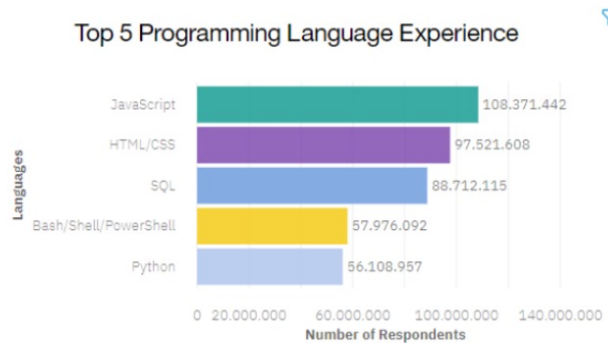 Top 5 Programming Language Experience
JavaScript 108.371.442
HTML/CSS 97.521.608
SQL 88.712.115
Bash/Shell/PowerShell 57.976.092
Python 56.108.957
Languages
0 20.000.000 60.000.000 100.000.000 140.000.000
Number of Respondents